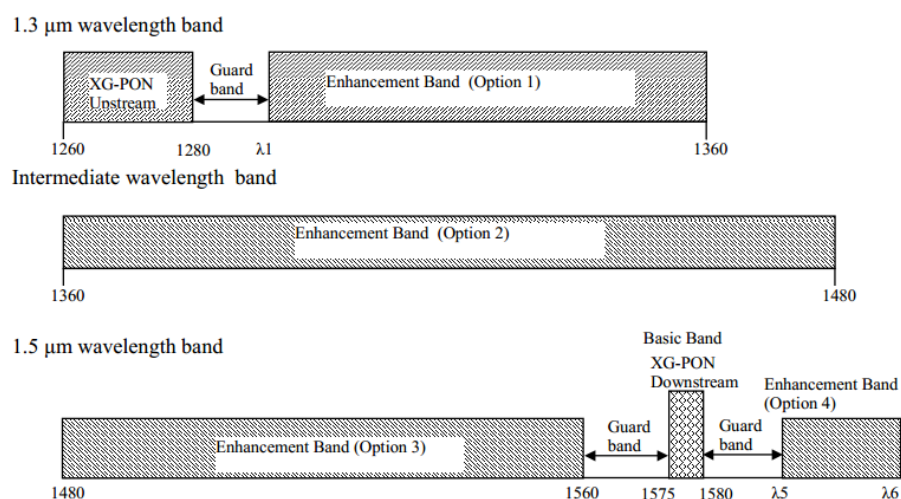 1.3 μm wavelength band
XG-PON
Upstream
Guard
band
Enhancement Band (Option 1)
1260
1280
λ1
1360
Intermediate wavelength band
Enhancement Band (Option 2)
1360
1480
1.5 μm wavelength band
Basic Band
XG-PON
Downstream
Enhancement Band
(Option 4)
Enhancement Band (Option 3)
Guard
band
Guard
band
1480
1560
1575
1580
λ5
λ6